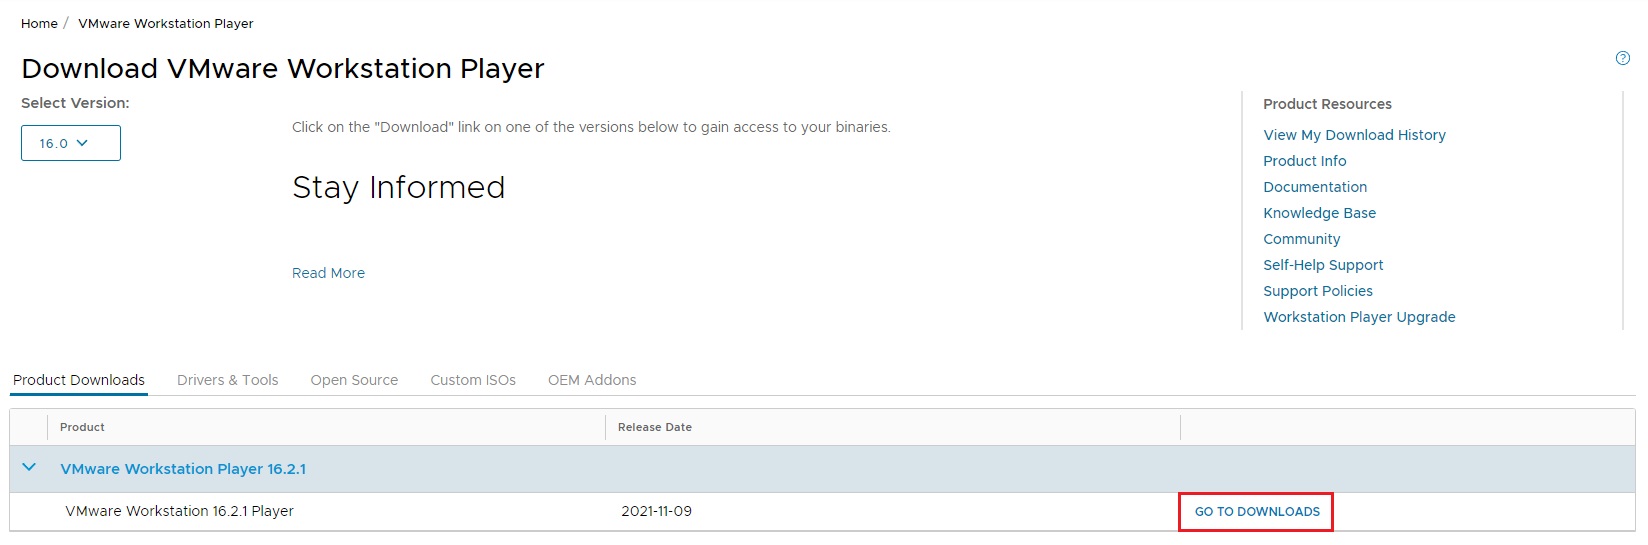 Home / VMware Workstation Player
Download VMware Workstation Player
?
Select Version:
16.0
Click on the "Download" link on one of the versions below to gain access to your binaries.
Stay Informed
Read More
Product Resources
View My Download History
Product Info
Documentation
Knowledge Base
Community
Self-Help Support
Support Policies
Workstation Player Upgrade
Product Downloads Drivers & Tools Open Source Custom ISOs OEM Addons
Product Release Date
VMware Workstation Player 16.2.1
VMware Workstation 16.2.1 Player 2021-11-09 GO TO DOWNLOADS